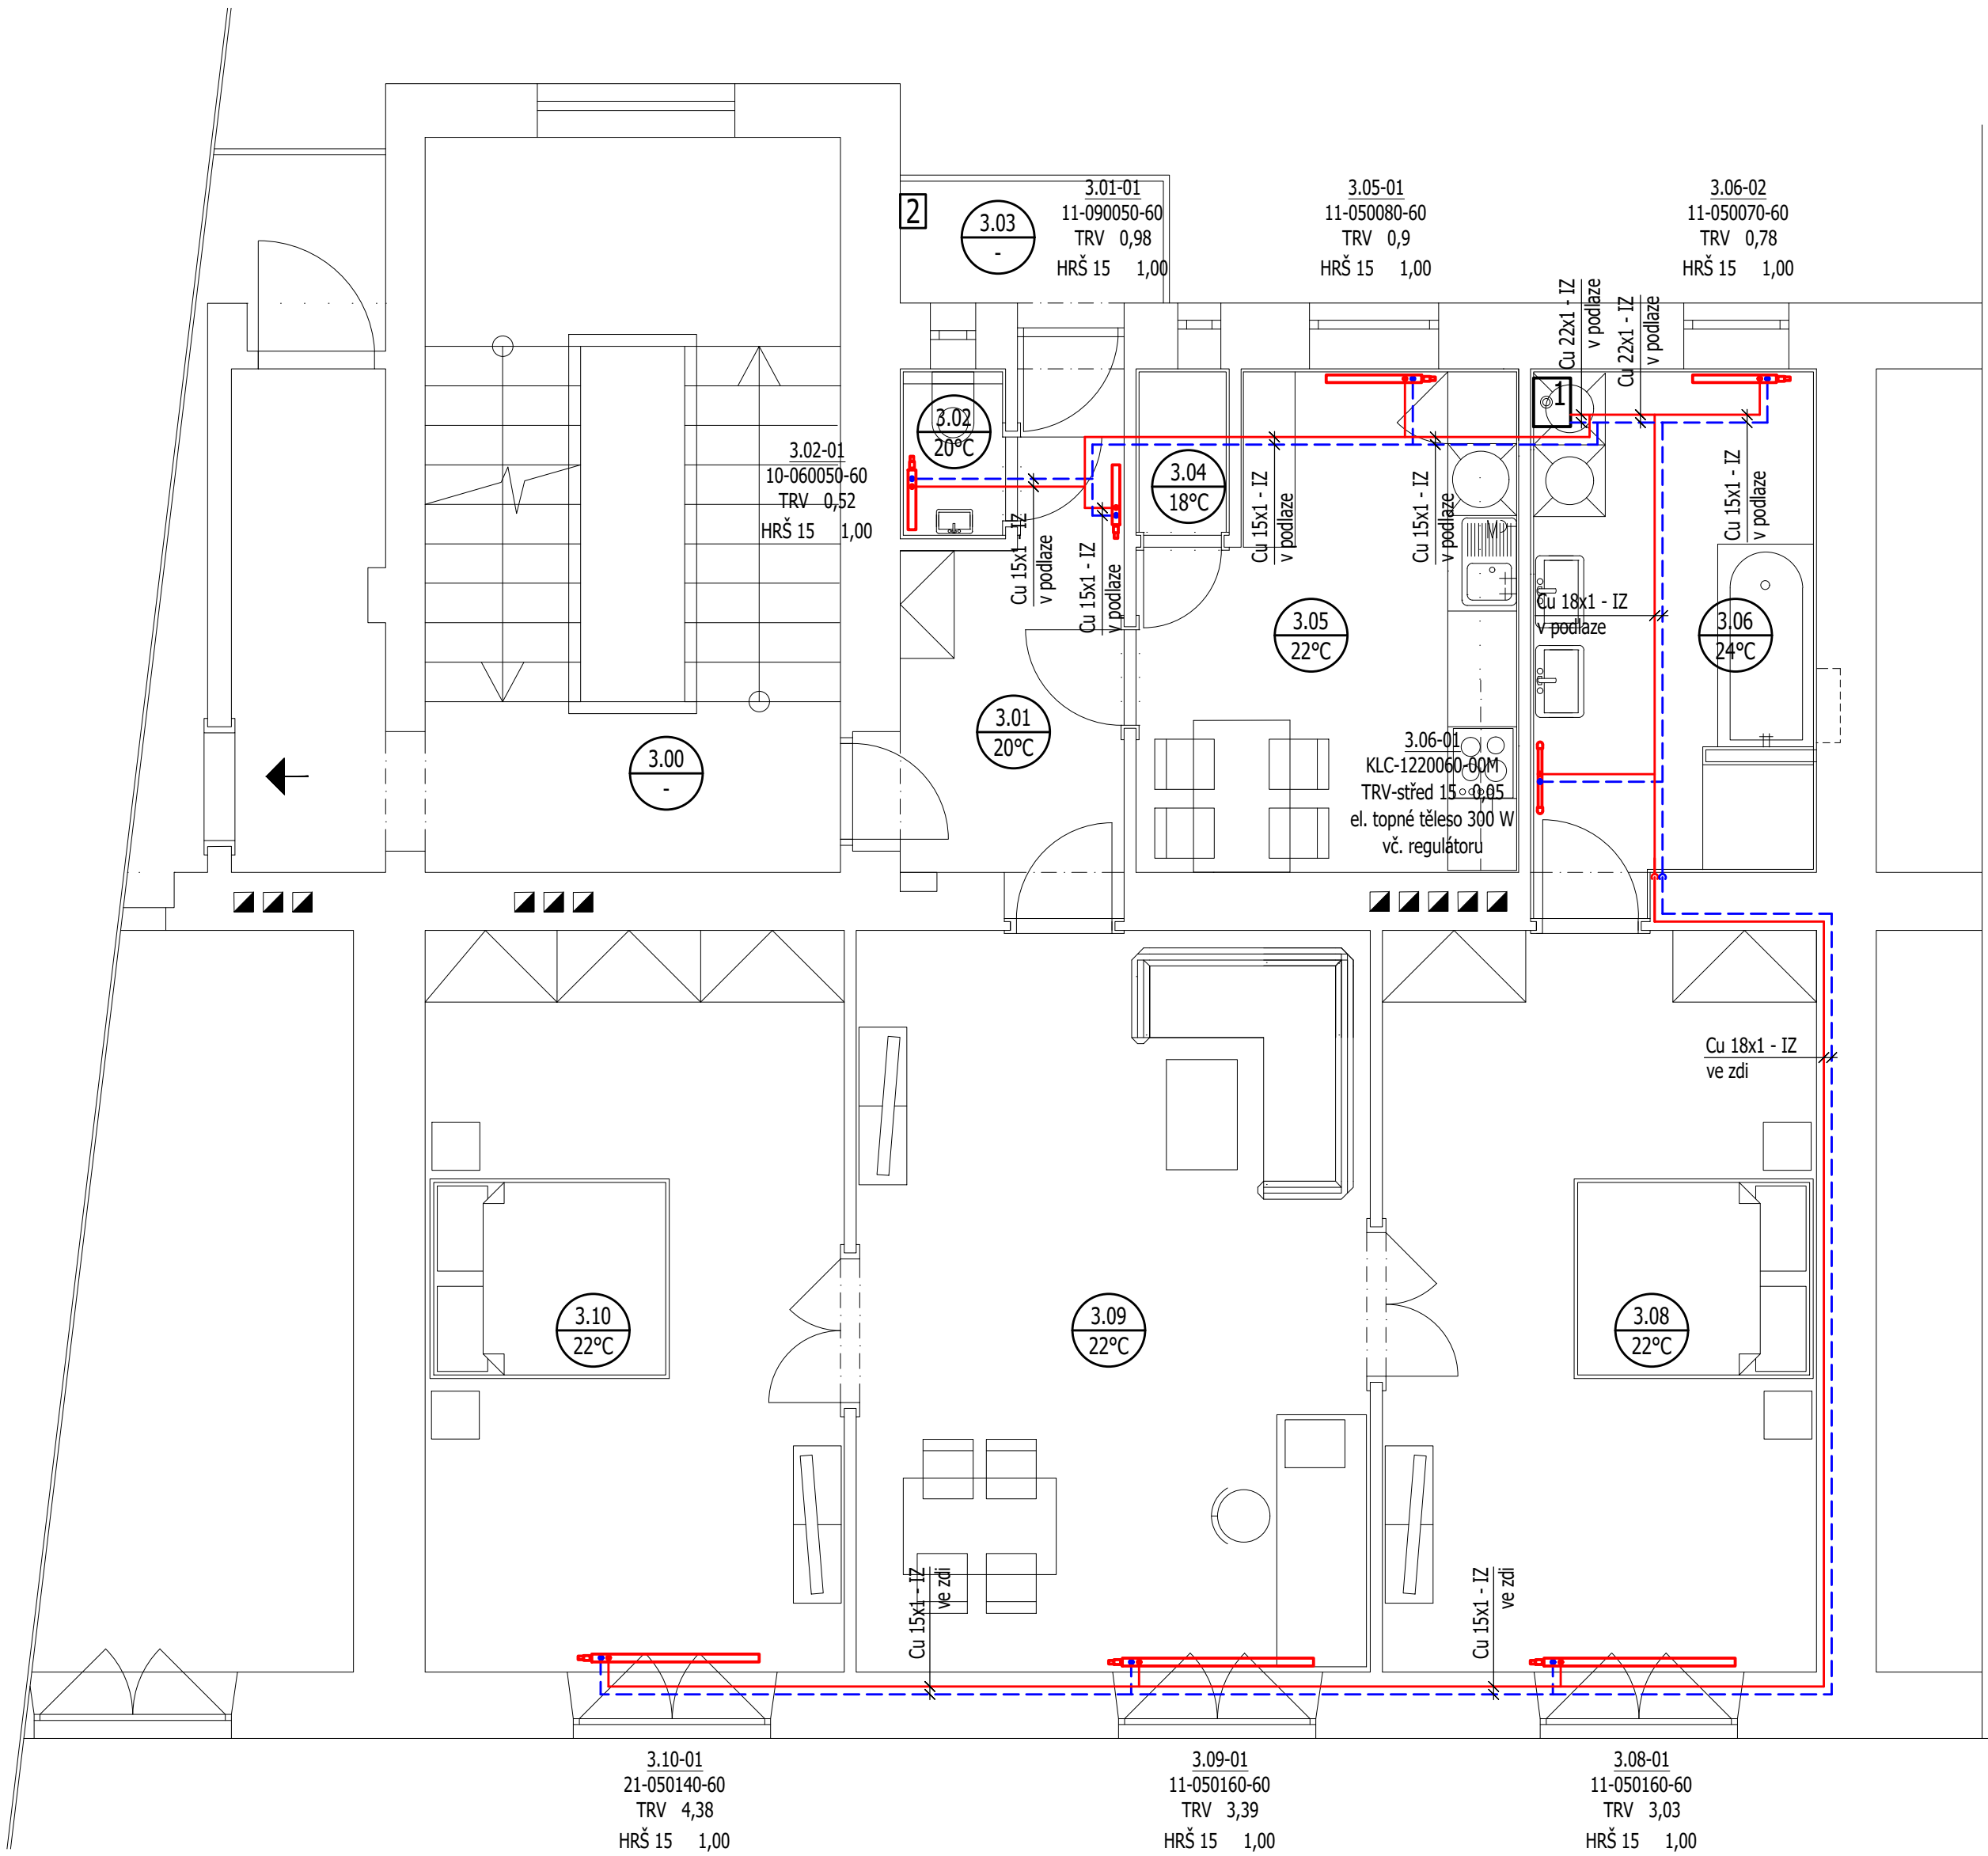 3.01-01
11-090050-60
TRV 0,98
HRŠ 15 1,00
3.05-01
11-050080-60
TRV 0,9
HRŠ 15 1,00
3.06-02
11-050070-60
TRV 0,78
HRŠ 15 1,00
2
3.03
-
Cu 22x1 - IZ
v podlaze
Cu 22x1 - IZ
v podlaze
1
3.02
20°C
3.02-01
10-060050-60
TRV 0,52
HRŠ 15 1,00
3.04
18°C
Cu 15x1 - IZ
v podlaze
Cu 15x1 - IZ
v podlaze
Cu 15x1 - IZ
v podlaze
Cu 15x1 - IZ
v podlaze
Cu 15x1 - IZ
v podlaze
M
Cu 18x1 - IZ
v podlaze
3.05
22°C
3.06
24°C
3.01
20°C
3.00
-
3.06-01
KLC-1220060-00M
TRV-střed 15 0,05
el. topné těleso 300 W
vč. regulátoru
Cu 18x1 - IZ
ve zdi
3.10
22°C
3.09
22°C
3.08
22°C
Cu 15x1 - IZ
ve zdi
Cu 15x1 - IZ
ve zdi
3.10-01
21-050140-60
TRV 4,38
HRŠ 15 1,00
3.09-01
11-050160-60
TRV 3,39
HRŠ 15 1,00
3.08-01
11-050160-60
TRV 3,03
HRŠ 15 1,00